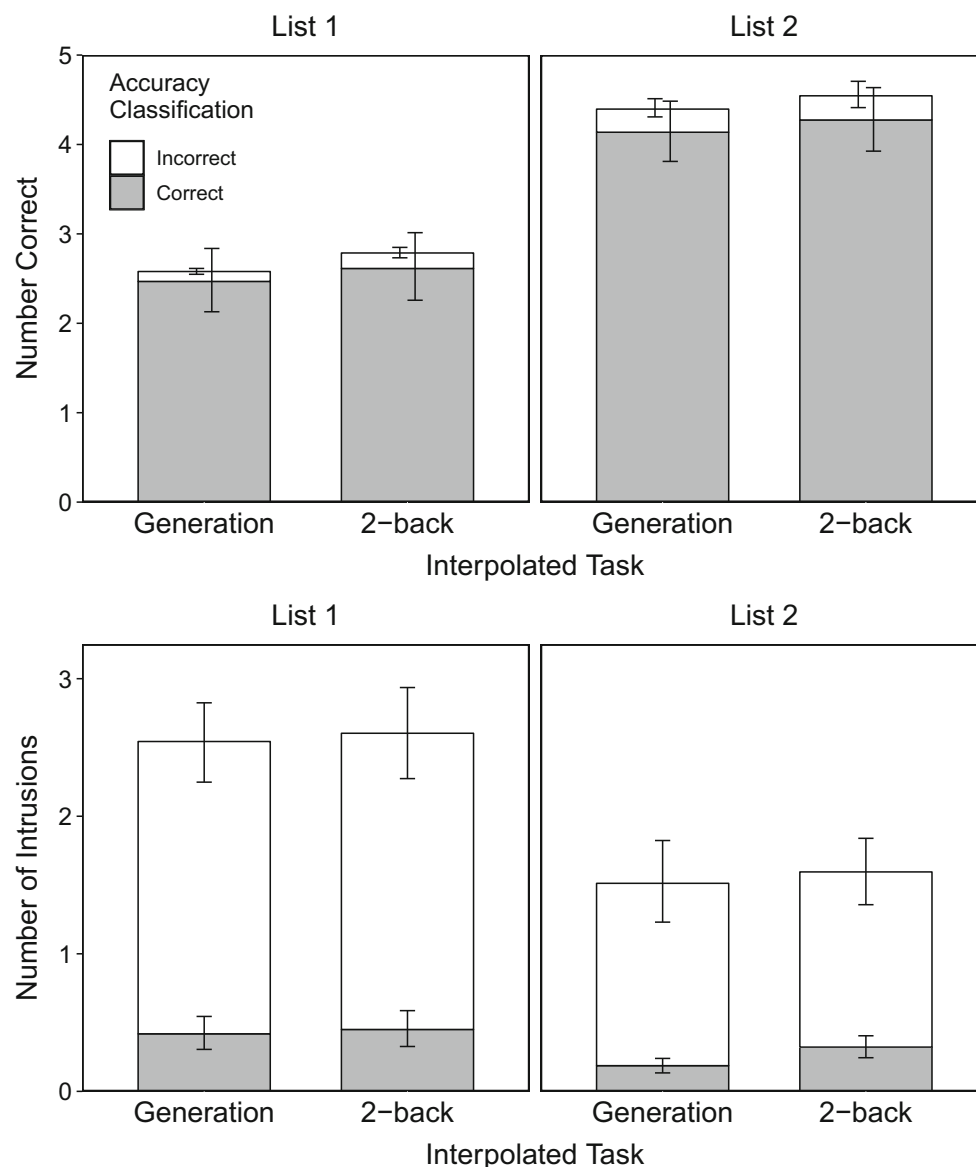 List 1
List 2
Number Correct
5
4
3
2
1
0
Accuracy
Classification
Incorrect
Correct
Generation
2−back
Generation
2−back
Interpolated Task
List 1
List 2
Number of Intrusions
3
2
1
0
Generation
2−back
Generation
2−back
Interpolated Task